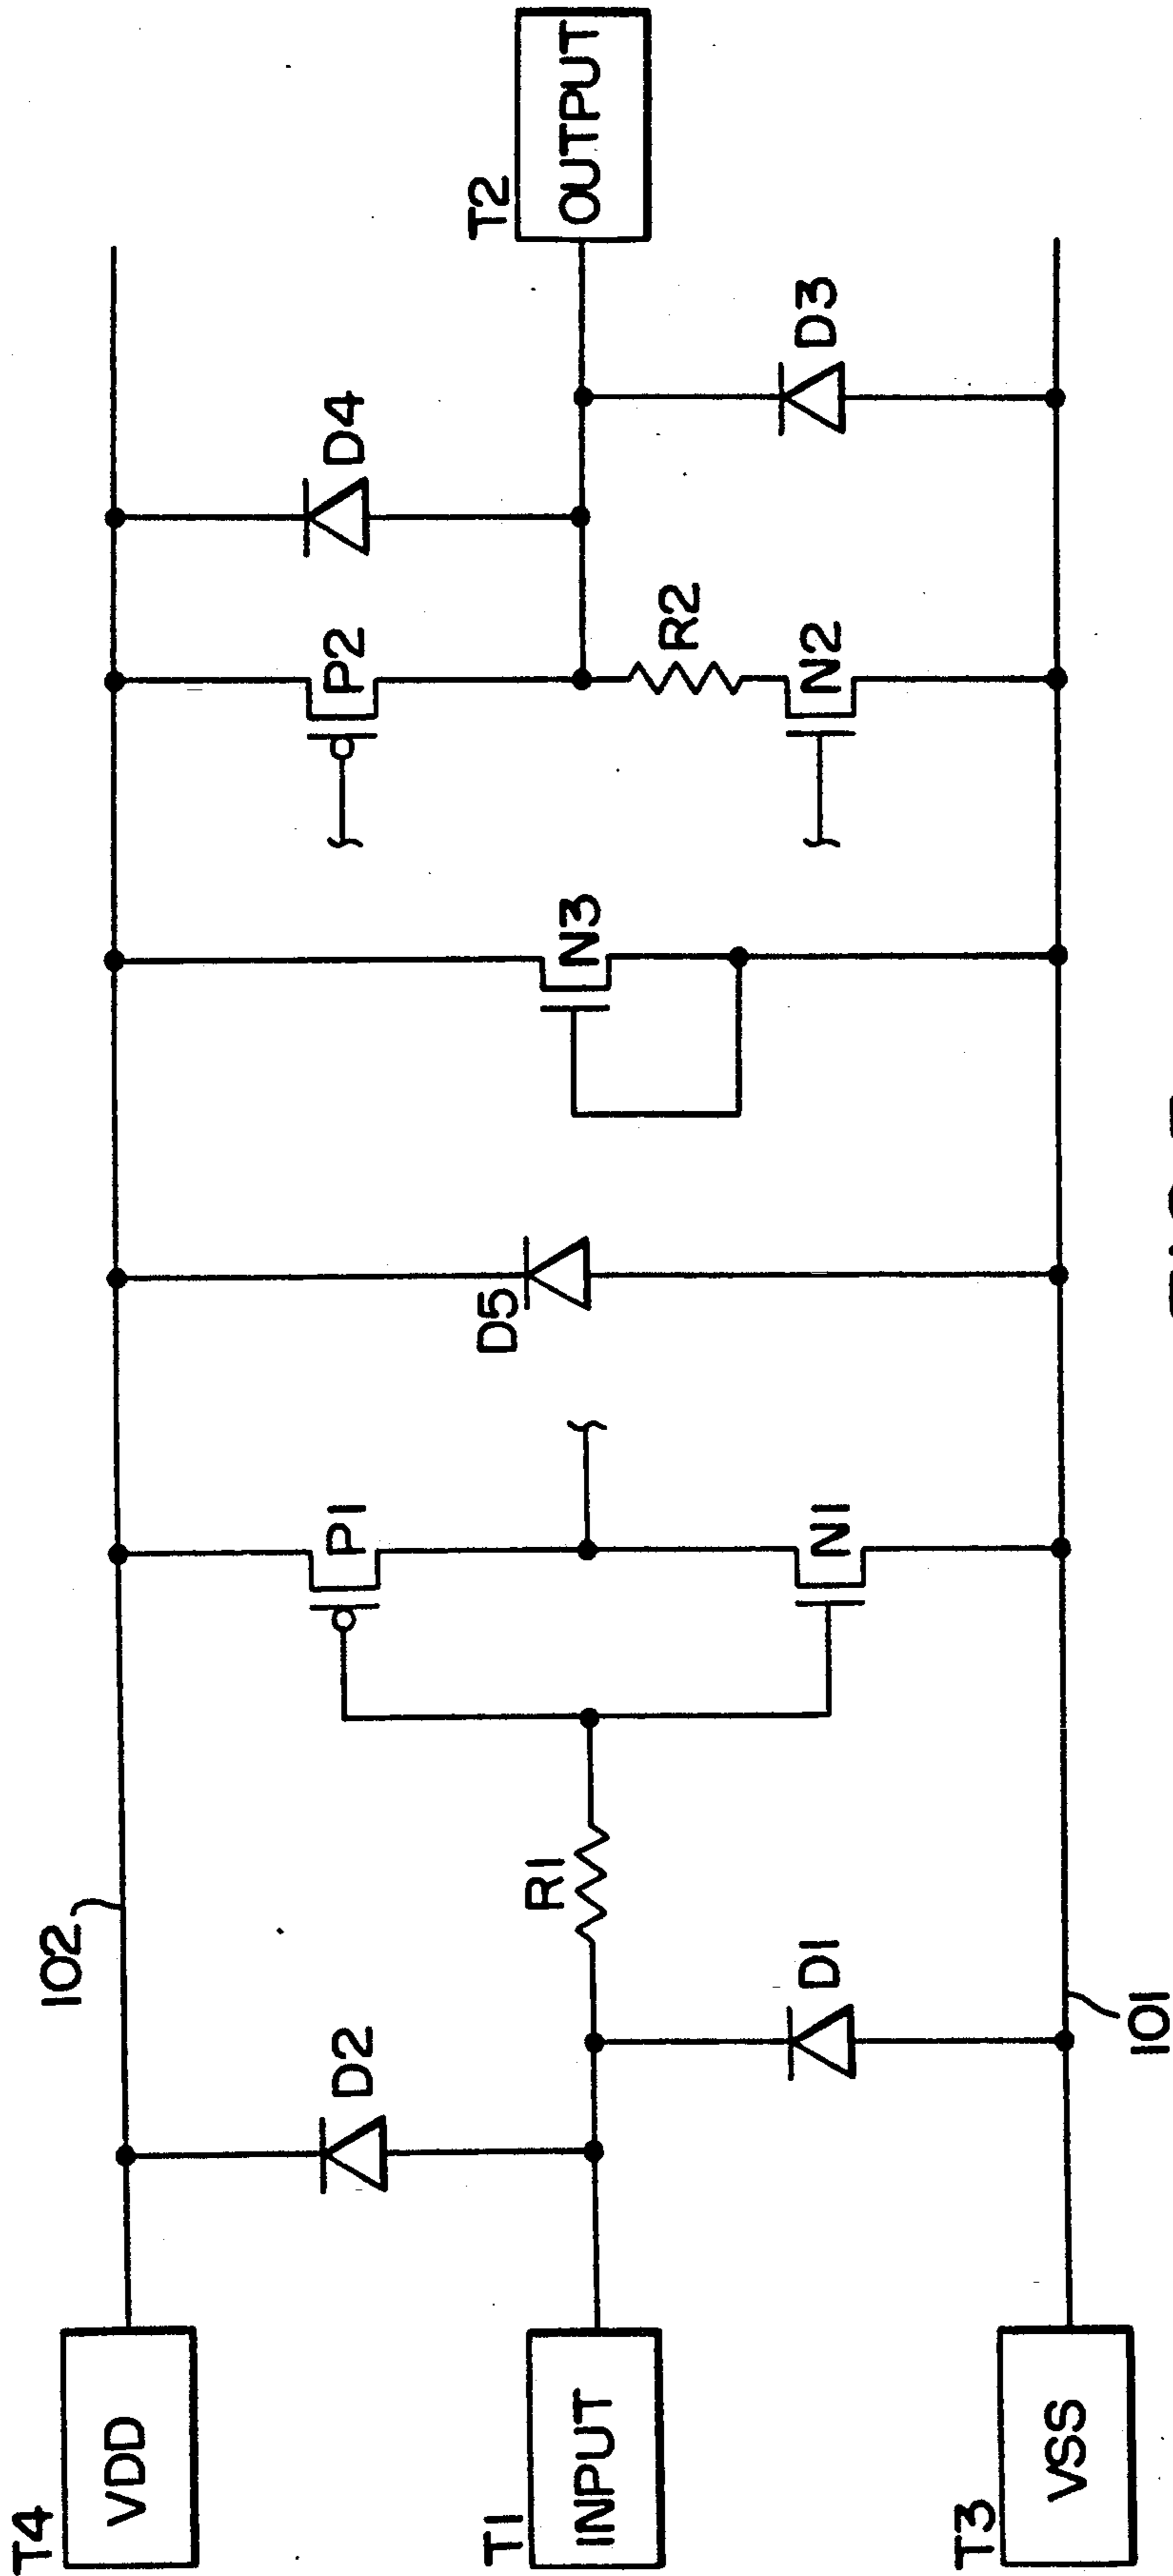 T4
VDD
102
D2
T1
INPUT
R1
D1
T3
VSS
101
P1
N1
D5
N3
P2
R2
N2
D4
D3
T2
OUTPUT